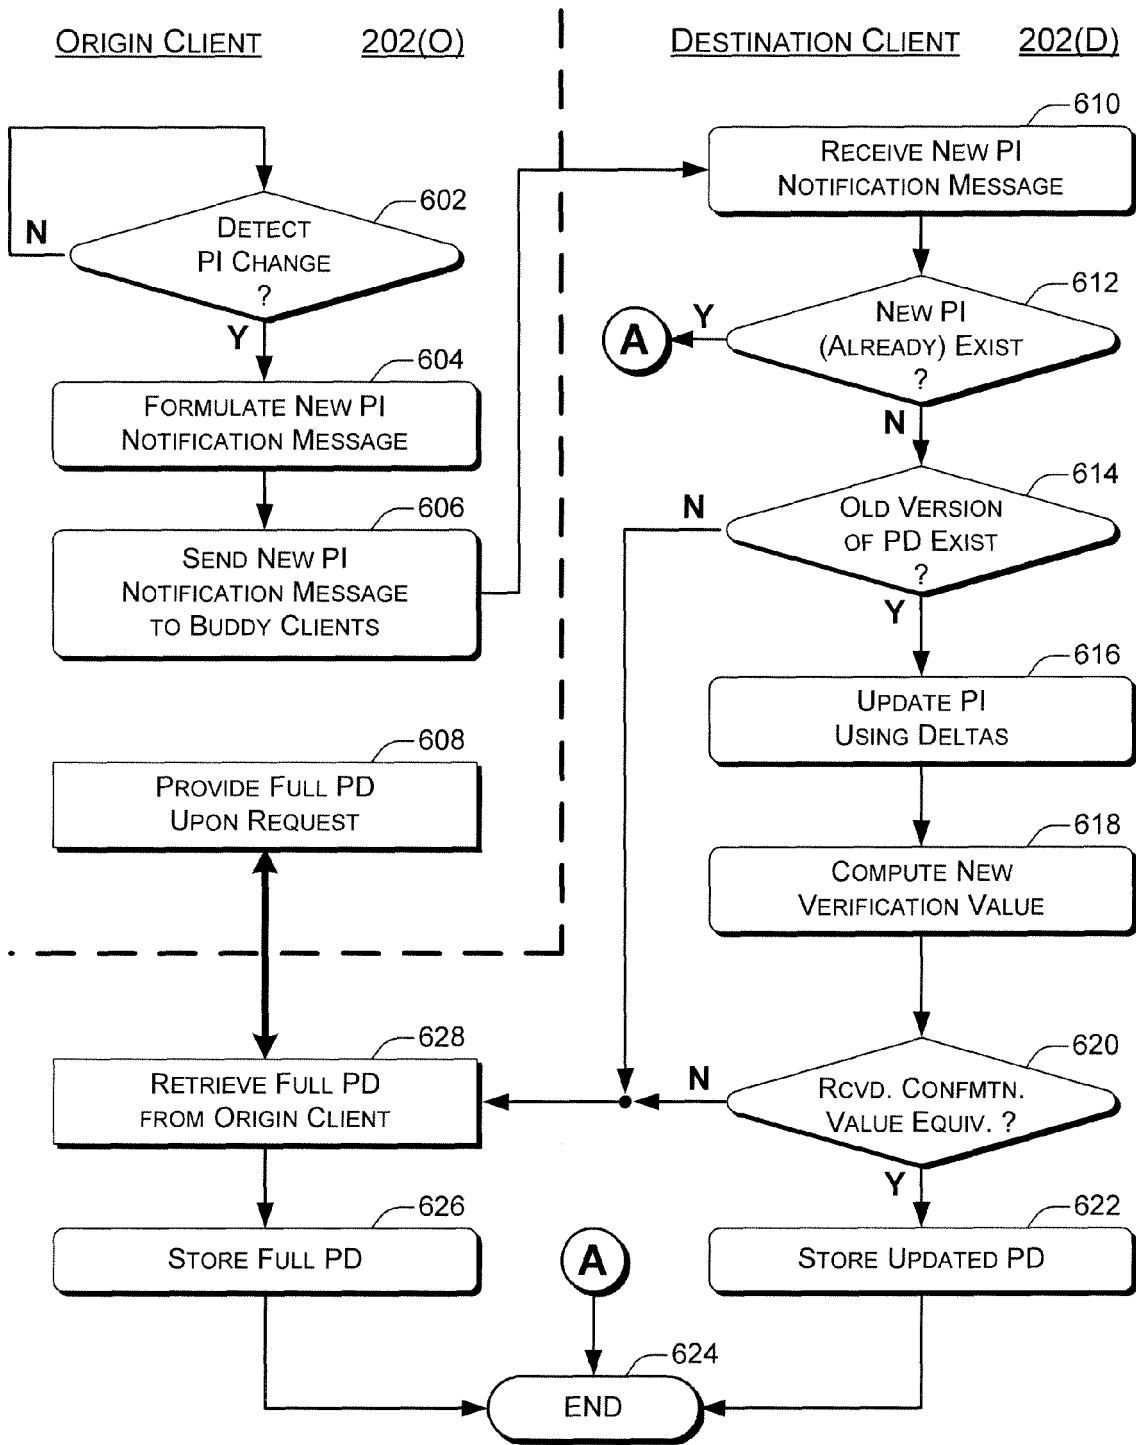 ORIGIN CLIENT 202(O)
602
DETECT
PI CHANGE
?
N
Y
604
FORMULATE NEW PI
NOTIFICATION MESSAGE
606
SEND NEW PI
NOTIFICATION MESSAGE
TO BUDDY CLIENTS
608
PROVIDE FULL PD
UPON REQUEST
DESTINATION CLIENT 202(D)
610
RECEIVE NEW PI
NOTIFICATION MESSAGE
612
NEW PI
(ALREADY) EXIST
?
Y
A
N
614
OLD VERSION
OF PD EXIST
?
N
Y
616
UPDATE PI
USING DELTAS
618
COMPUTE NEW
VERIFICATION VALUE
620
RCVD. CONFMTN.
VALUE EQUIV. ?
N
Y
628
RETRIEVE FULL PD
FROM ORIGIN CLIENT
626
STORE FULL PD
A
622
STORE UPDATED PD
624
END